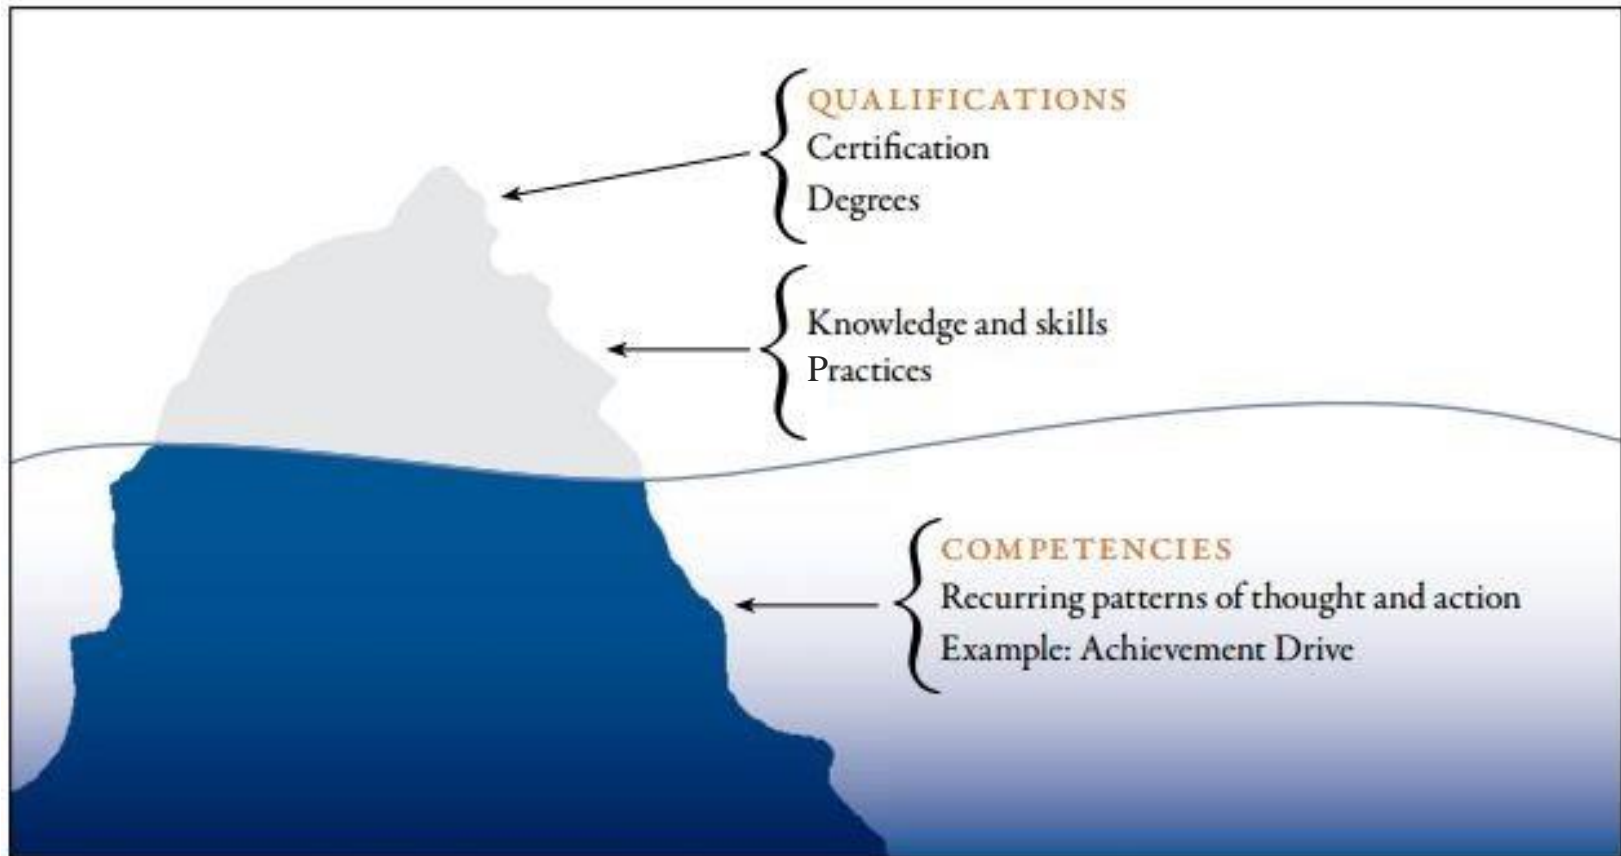 QUALIFICATIONS
Certification
Degrees
Knowledge and skills
Practices
COMPETENCIES
Recurring patterns of thought and action
Example: Achievement Drive